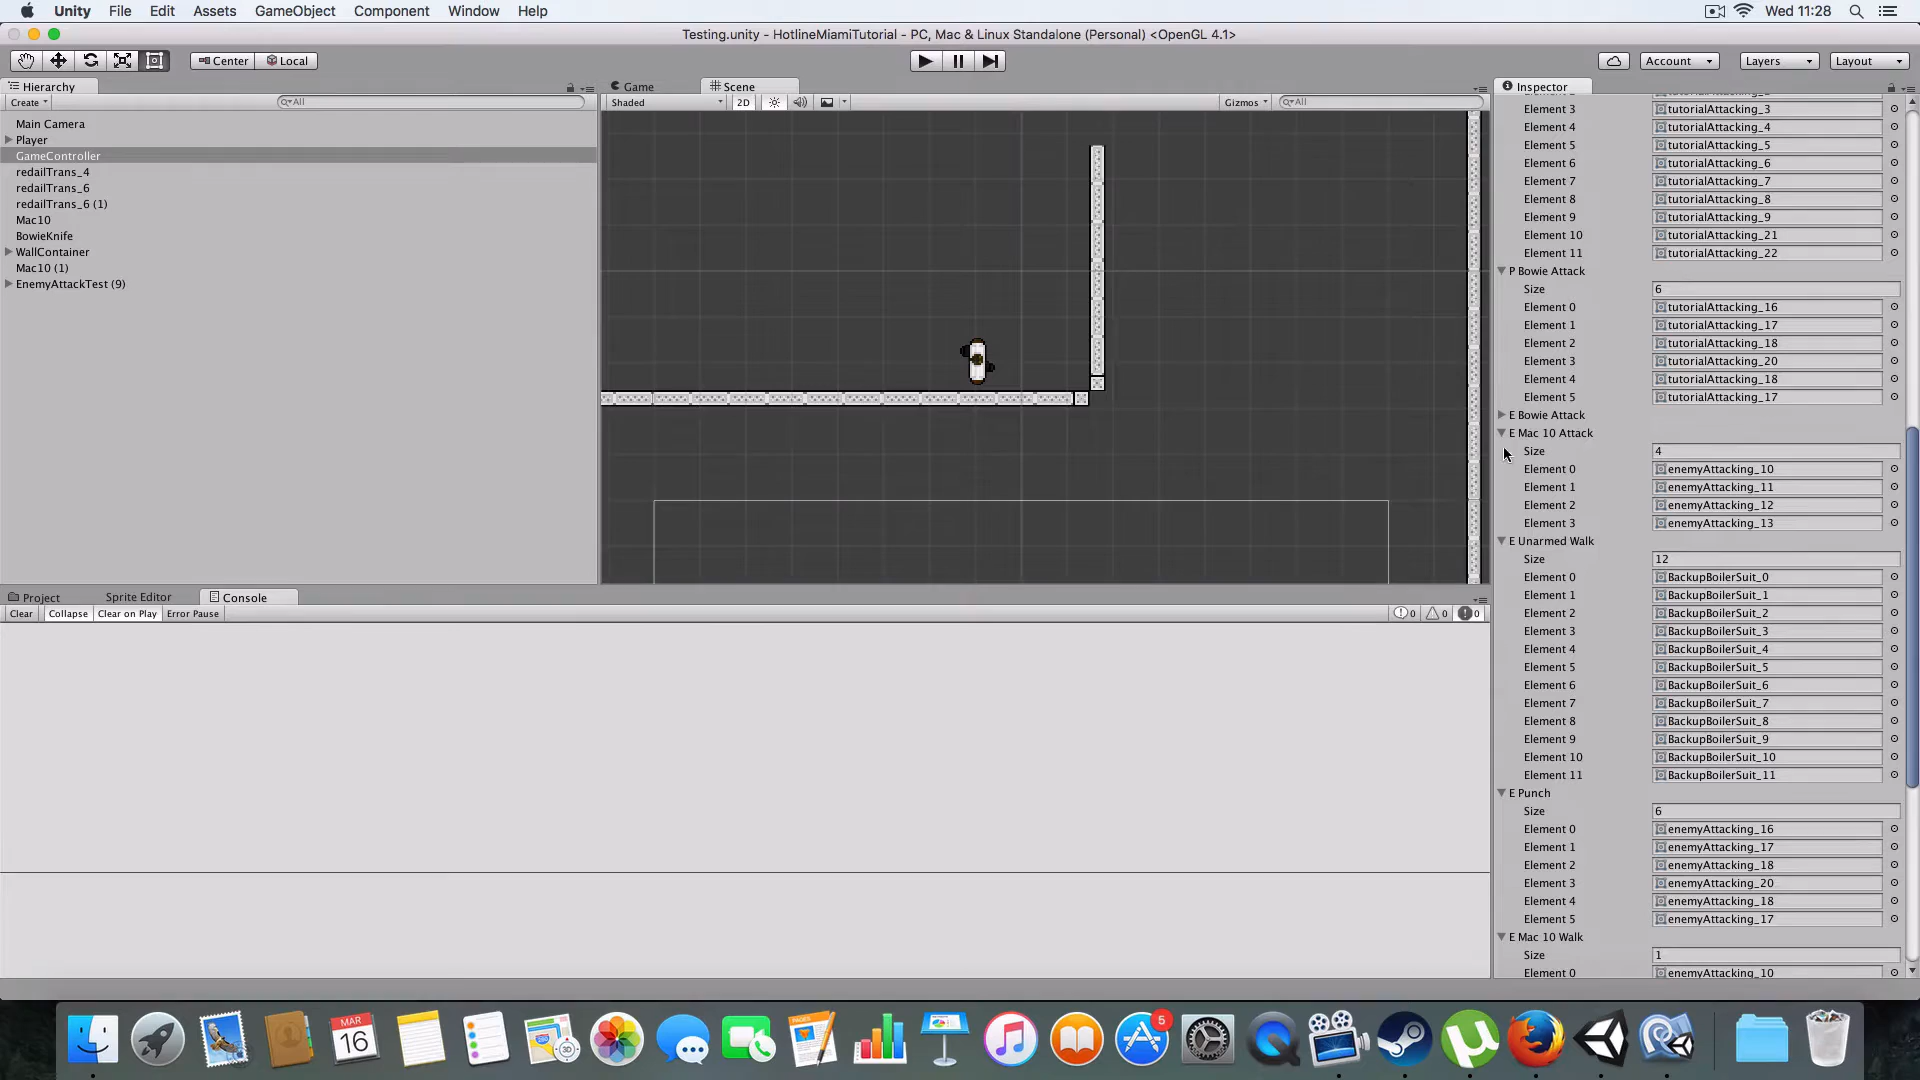 Unity File Edit Assets GameObject Component Window Help Wed 11:28
Testing.unity - HotlineMiamiTutorial - PC, Mac & Linux Standalone (Personal) <OpenGL 4.1>
Center Local Account Layers Layout
Hierarchy
Create All
Main Camera
Player
GameController
redailTrans_4
redailTrans_6
redailTrans_6 (1)
Mac10
BowieKnife
WallContainer
Mac10 (1)
EnemyAttackTest (9)
Game Scene
Shaded 2D Gizmos All
Project Sprite Editor Console
Clear Collapse Clear on Play Error Pause 0 0 0
Inspector
Element 3 tutorialAttacking_3
Element 4 tutorialAttacking_4
Element 5 tutorialAttacking_5
Element 6 tutorialAttacking_6
Element 7 tutorialAttacking_7
Element 8 tutorialAttacking_8
Element 9 tutorialAttacking_9
Element 10 tutorialAttacking_21
Element 11 tutorialAttacking_22
P Bowie Attack
Size 6
Element 0 tutorialAttacking_16
Element 1 tutorialAttacking_17
Element 2 tutorialAttacking_18
Element 3 tutorialAttacking_20
Element 4 tutorialAttacking_18
Element 5 tutorialAttacking_17
E Bowie Attack
E Mac 10 Attack
Size 4
Element 0 enemyAttacking_10
Element 1 enemyAttacking_11
Element 2 enemyAttacking_12
Element 3 enemyAttacking_13
E Unarmed Walk
Size 12
Element 0 BackupBoilerSuit_0
Element 1 BackupBoilerSuit_1
Element 2 BackupBoilerSuit_2
Element 3 BackupBoilerSuit_3
Element 4 BackupBoilerSuit_4
Element 5 BackupBoilerSuit_5
Element 6 BackupBoilerSuit_6
Element 7 BackupBoilerSuit_7
Element 8 BackupBoilerSuit_8
Element 9 BackupBoilerSuit_9
Element 10 BackupBoilerSuit_10
Element 11 BackupBoilerSuit_11
E Punch
Size 6
Element 0 enemyAttacking_16
Element 1 enemyAttacking_17
Element 2 enemyAttacking_18
Element 3 enemyAttacking_20
Element 4 enemyAttacking_18
Element 5 enemyAttacking_17
E Mac 10 Walk
Size 1
Element 0 enemyAttacking_10
MAR
16
PAGES
5